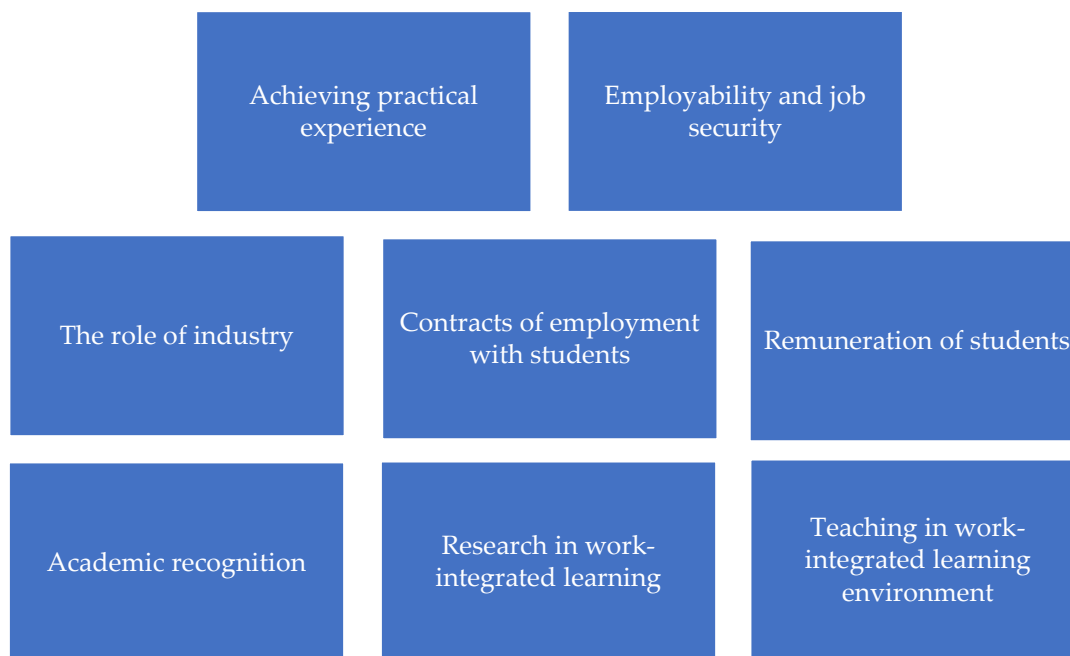 Achieving practical
experience
Employability and job
security
The role of industry
Contracts of employment
with students
Remuneration of students
Academic recognition
Research in work-
integrated learning
Teaching in work-
integrated learning
environment